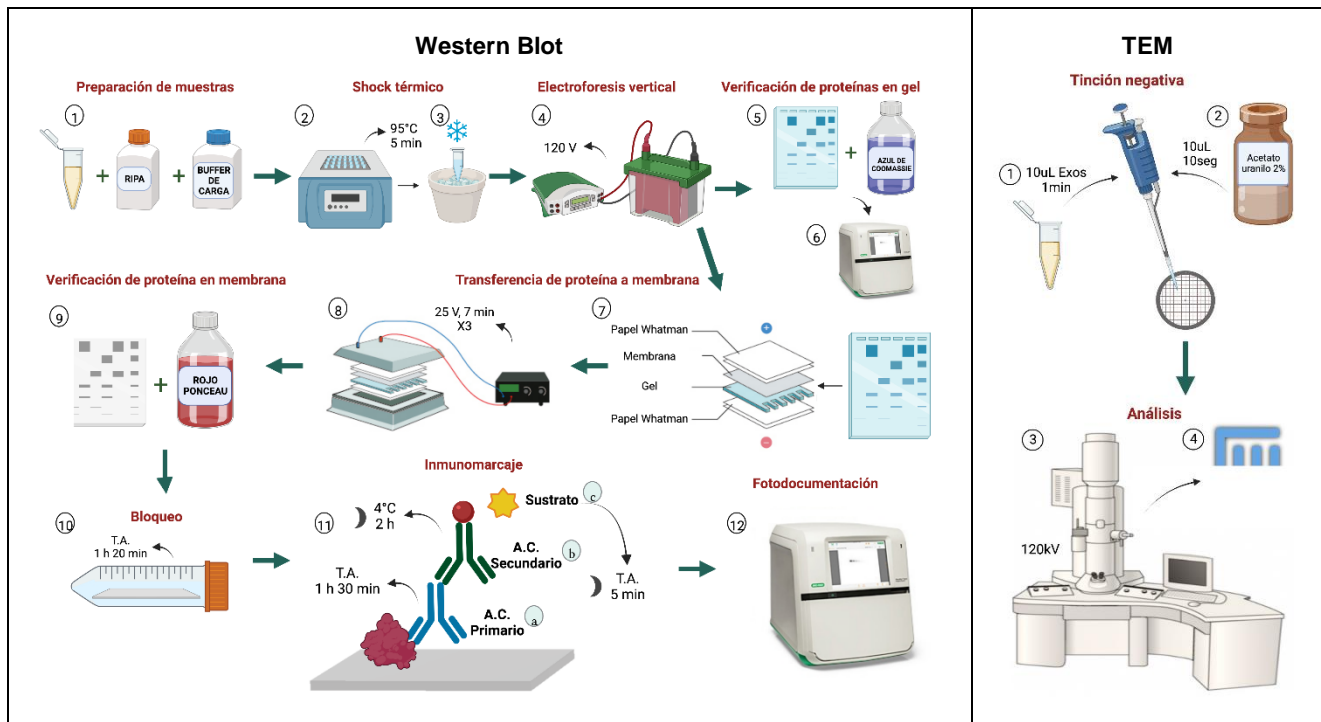 Western Blot
Preparación de muestras
1
RIPA
BUFFER
DE
CARGA
Shock térmico
2
95°C
5 min
3
Electroforesis vertical
4
120 V
Verificación de proteínas en gel
5
AZUL DE
COOMASSIE
6
Transferencia de proteína a membrana
7
Papel Whatman
Membrana
Gel
Papel Whatman
+
−
8
25 V, 7 min
X3
Verificación de proteína en membrana
9
ROJO
PONCEAU
Bloqueo
10
T.A.
1 h 20 min
Inmunomarcaje
11
4°C
2 h
Sustrato c
A.C.
Secundario b
T.A.
1 h 30 min
A.C.
Primario a
T.A.
5 min
Fotodocumentación
12
TEM
Tinción negativa
1
10uL Exos
1min
2
10uL
10seg
Acetato
uranilo 2%
Análisis
3
120kV
4